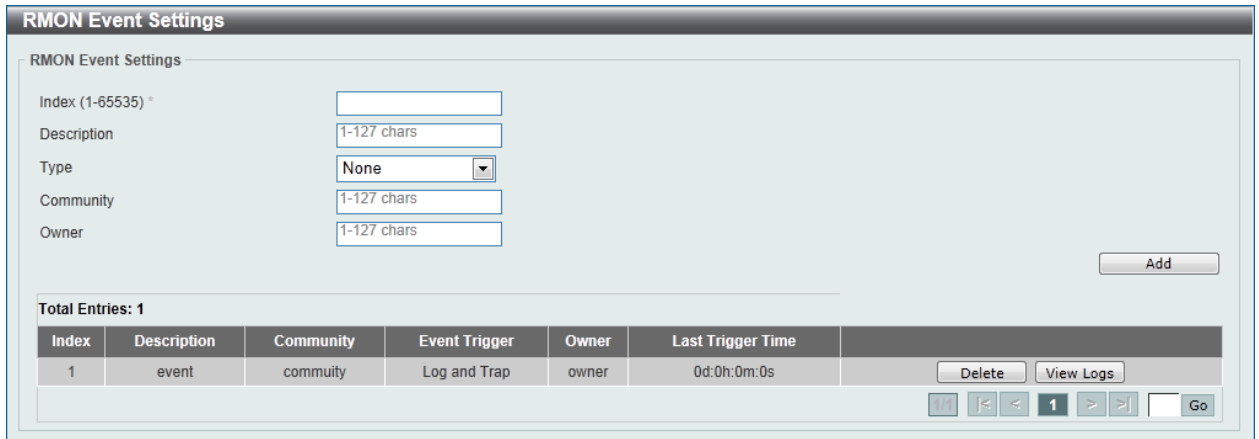 RMON Event Settings
RMON Event Settings
Index (1-65535) *
Description 1-127 chars
Type None
Community 1-127 chars
Owner 1-127 chars
Add
Total Entries: 1
Index Description Community Event Trigger Owner Last Trigger Time
1 event commuity Log and Trap owner 0d:0h:0m:0s Delete View Logs
1/1 |< < 1 > >| Go